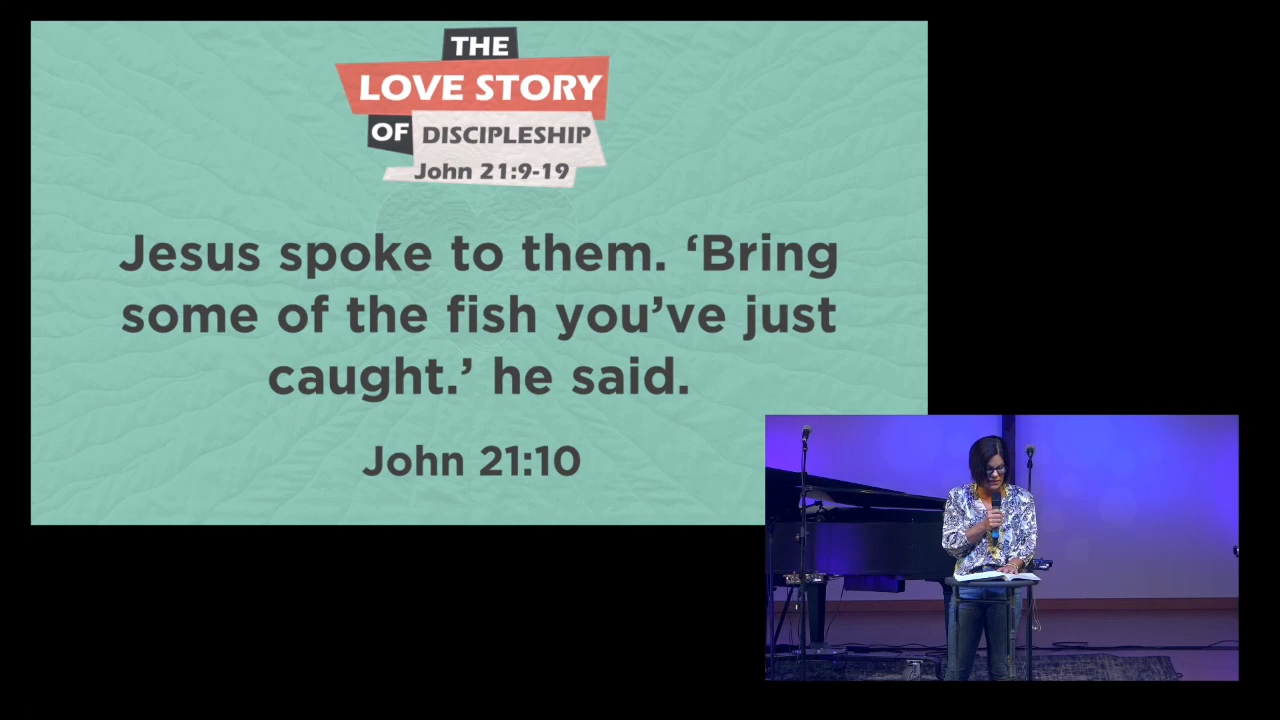 THE
LOVE STORY
OF DISCIPLESHIP
John 21:9-19
Jesus spoke to them. ‘Bring
some of the fish you’ve just
caught.’ he said.
John 21:10